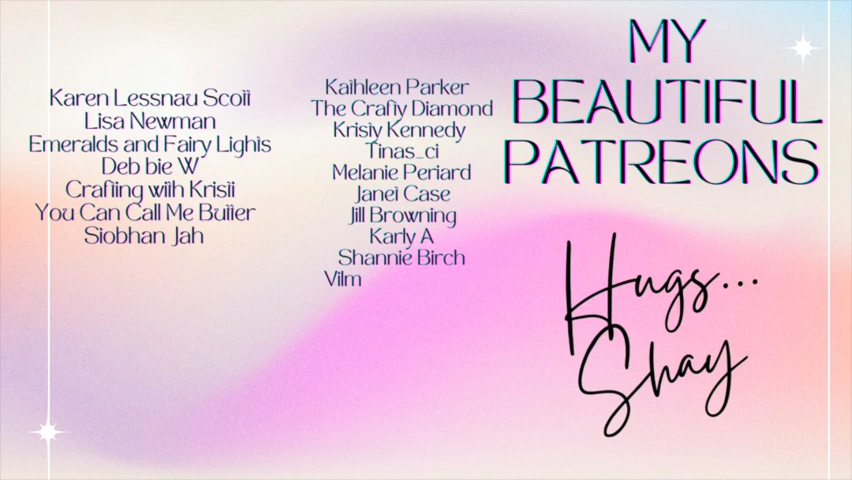 Karen Lessnau Scott
Lisa Newman
Emeralds and Fairy Lights
Deb bie W
Crafting with Kristi
You Can Call Me Butter
Siobhan Jah
Kathleen Parker
The Crafty Diamond
Kristy Kennedy
Tinas_ct
Melanie Periard
Janet Case
Jill Browning
Karly A
Shannie Birch
Vilm
MY
BEAUTIFUL
PATREONS
Hugs...
Shay